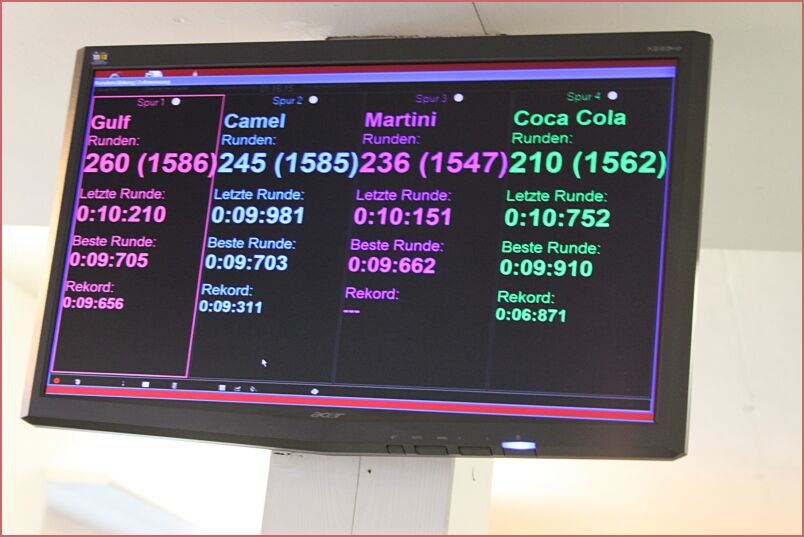 Spur 1
Gulf
Runden:
260 (1586)
Letzte Runde:
0:10:210
Beste Runde:
0:09:705
Rekord:
0:09:656
Spur 2
Camel
Runden:
245 (1585)
Letzte Runde:
0:09:981
Beste Runde:
0:09:703
Rekord:
0:09:311
Spur 3
Martini
Runden:
236 (1547)
Letzte Runde:
0:10:151
Beste Runde:
0:09:662
Rekord:
---
Spur 4
Coca Cola
Runden:
210 (1562)
Letzte Runde:
0:10:752
Beste Runde:
0:09:910
Rekord:
0:06:871
acer